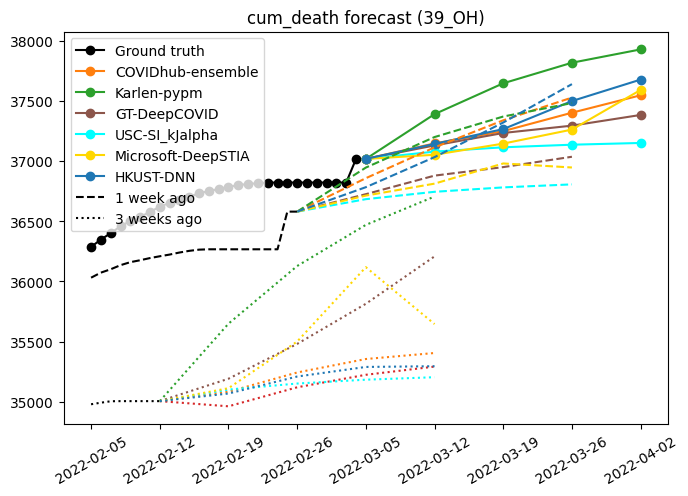 cum_death forecast (39_OH)
38000
37500
37000
36500
36000
35500
35000
Ground truth
COVIDhub-ensemble
Karlen-pypm
GT-DeepCOVID
USC-SI_kJalpha
Microsoft-DeepSTIA
HKUST-DNN
1 week ago
3 weeks ago
2022-02-05
2022-02-12
2022-02-19
2022-02-26
2022-03-05
2022-03-12
2022-03-19
2022-03-26
2022-04-02